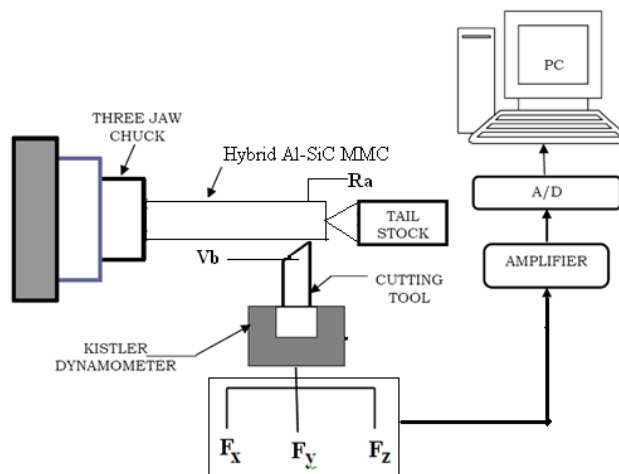 PC
THREE JAW
CHUCK
Hybrid Al-SiC MMC
Ra
A/D
TAIL
STOCK
Vb
AMPLIFIER
CUTTING
TOOL
KISTLER
DYNAMOMETER
Fx
Fy
Fz